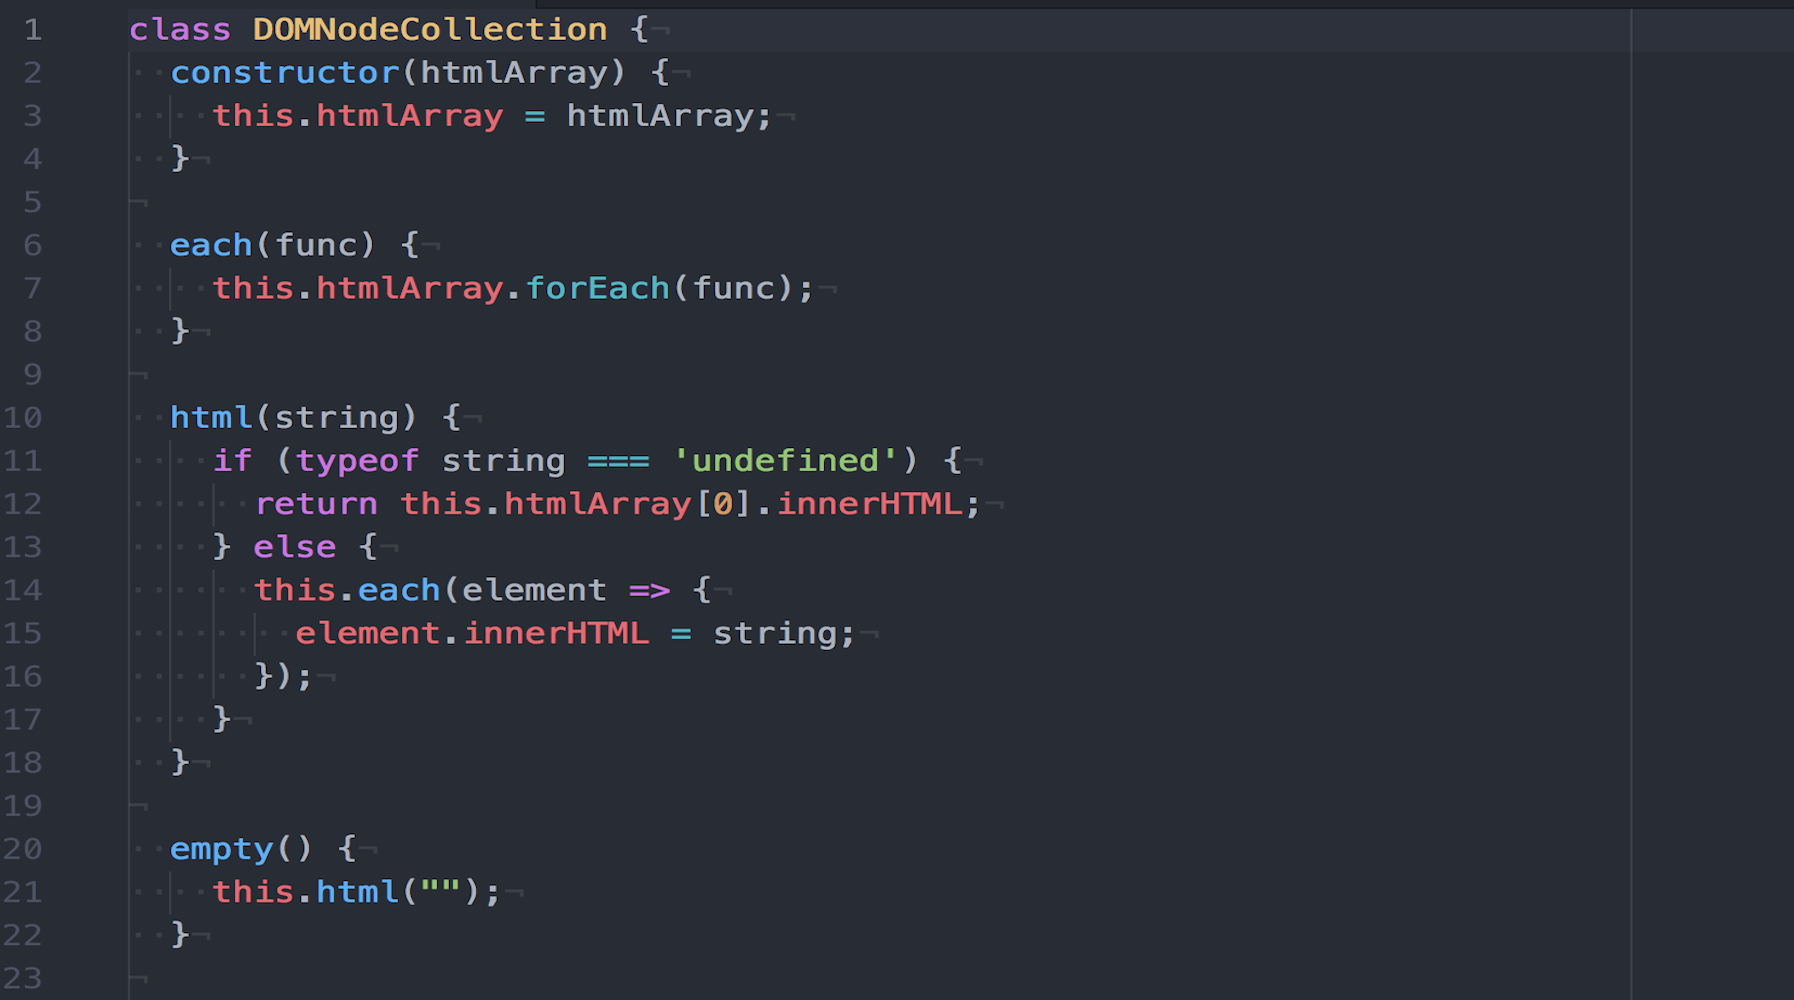 1 class DOMNodeCollection {¬
2 ··constructor(htmlArray) {¬
3 ····this.htmlArray = htmlArray;¬
4 ··}¬
5 ¬
6 ··each(func) {¬
7 ····this.htmlArray.forEach(func);¬
8 ··}¬
9 ¬
10 ··html(string) {¬
11 ····if (typeof string === 'undefined') {¬
12 ······return this.htmlArray[0].innerHTML;¬
13 ····} else {¬
14 ······this.each(element => {¬
15 ········element.innerHTML = string;¬
16 ······});¬
17 ····}¬
18 ··}¬
19 ¬
20 ··empty() {¬
21 ····this.html("");¬
22 ··}¬
23 ¬